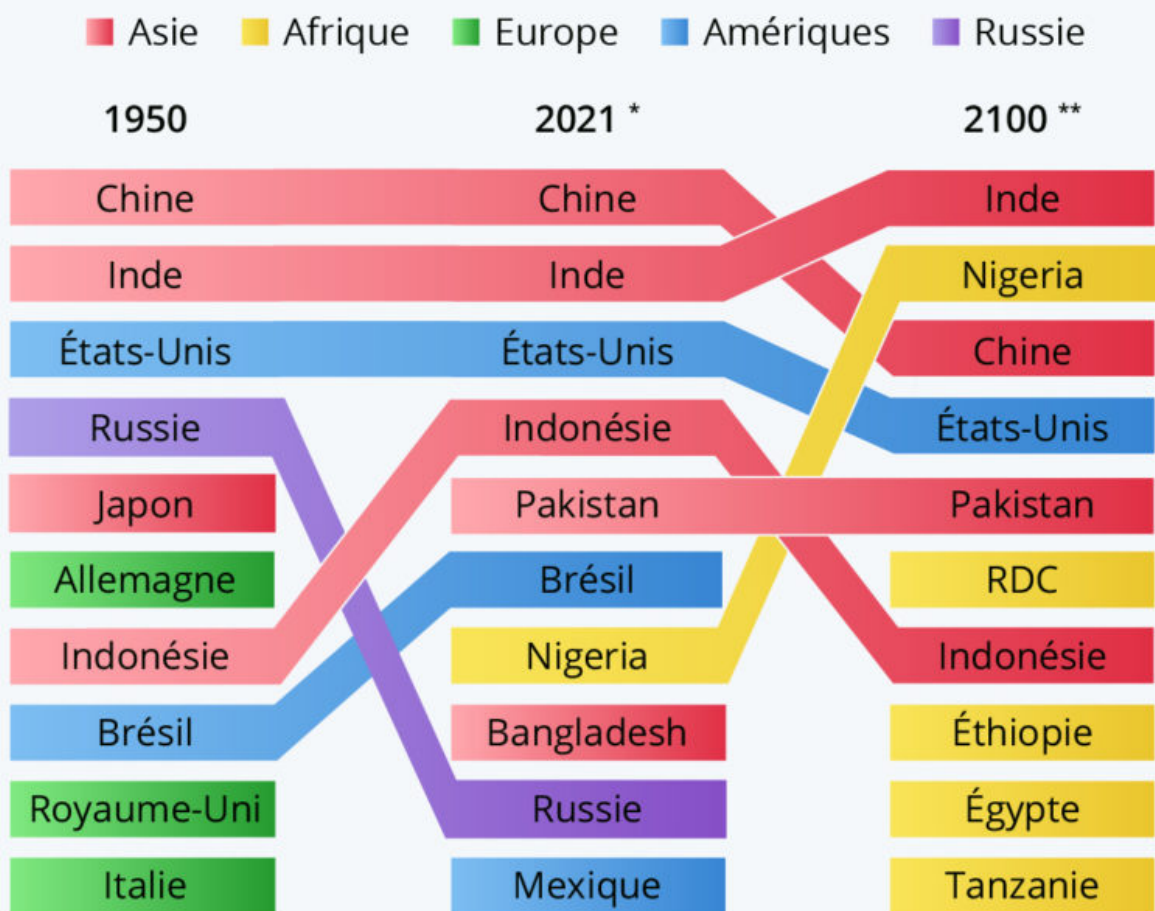 Asie Afrique Europe Amériques Russie
1950 2021 * 2100 **
Chine Chine Inde
Inde Inde Nigeria
États-Unis États-Unis Chine
Russie Indonésie États-Unis
Japon Pakistan Pakistan
Allemagne Brésil RDC
Indonésie Nigeria Indonésie
Brésil Bangladesh Éthiopie
Royaume-Uni Russie Égypte
Italie Mexique Tanzanie